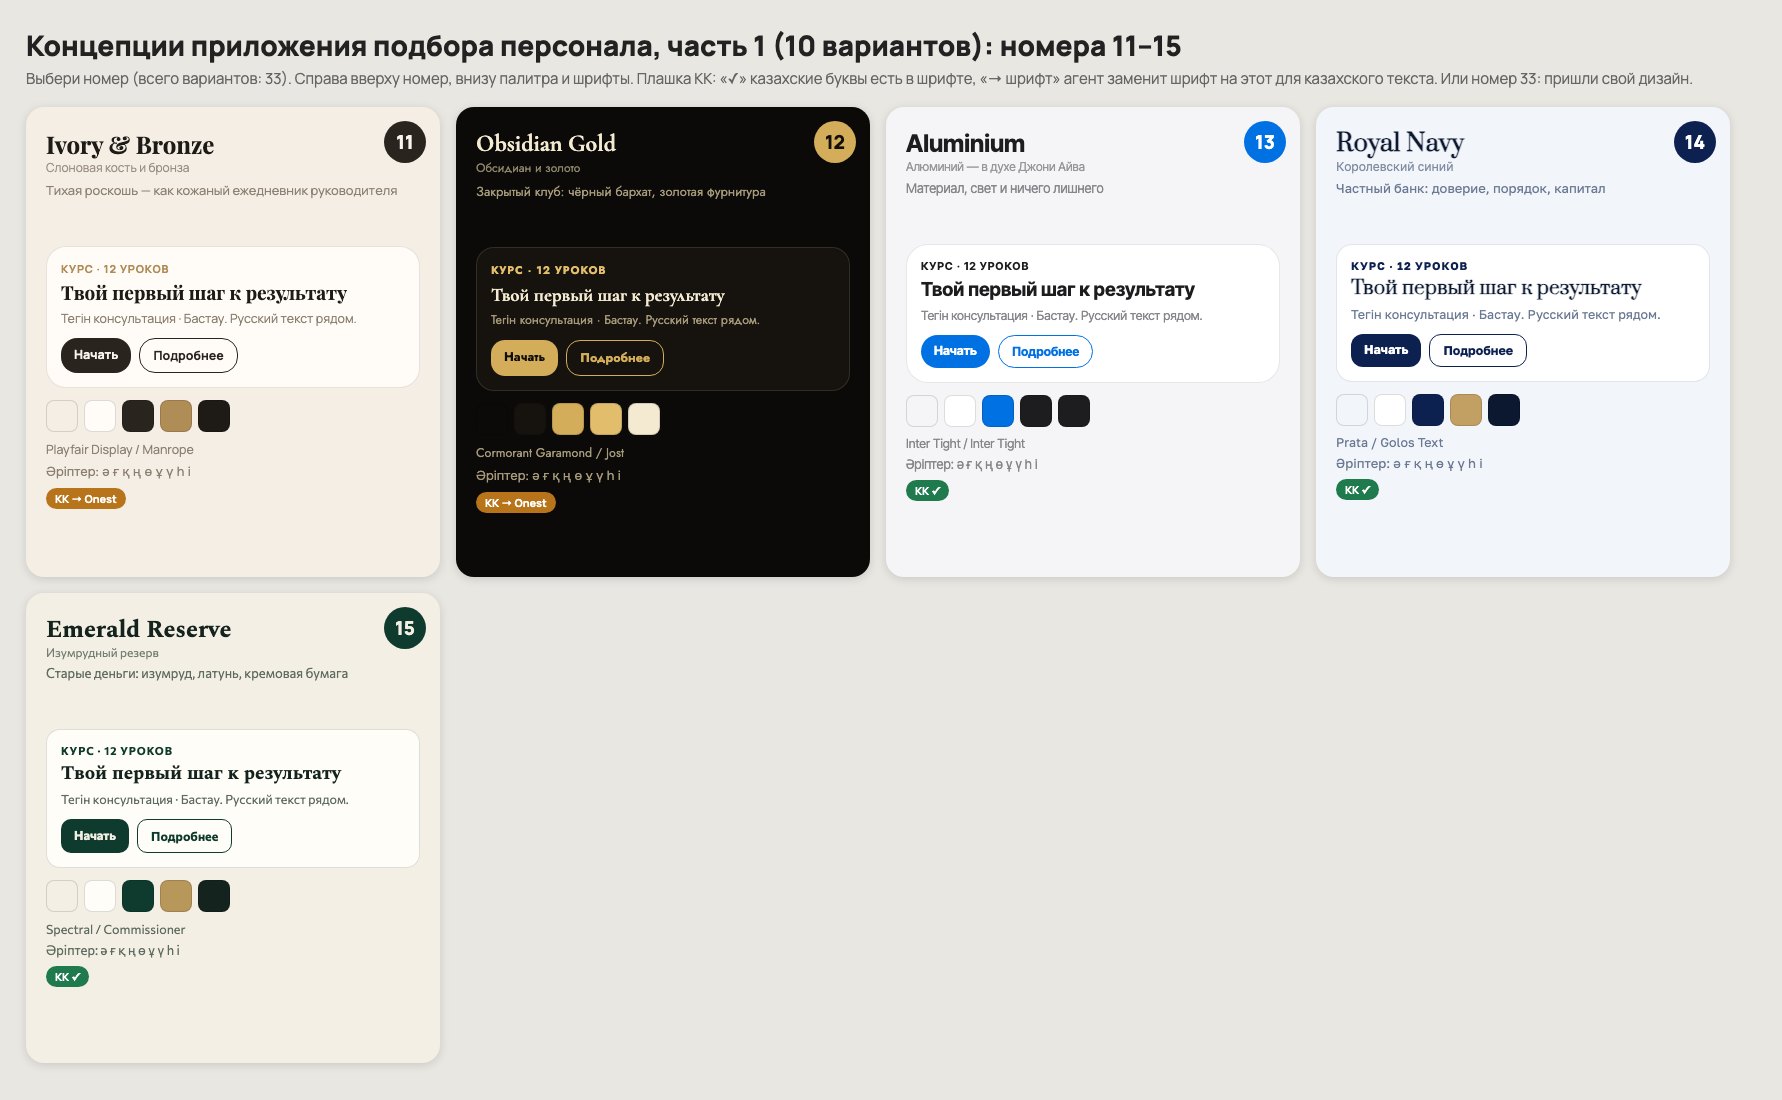 Концепции приложения подбора персонала, часть 1 (10 вариантов): номера 11–15
Выбери номер (всего вариантов: 33). Справа вверху номер, внизу палитра и шрифты. Плашка КК: «✓» казахские буквы есть в шрифте, «→ шрифт» агент заменит шрифт на этот для казахского текста. Или номер 33: пришли свой дизайн.
Ivory & Bronze
11
Слоновая кость и бронза
Тихая роскошь — как кожаный ежедневник руководителя
КУРС · 12 УРОКОВ
Твой первый шаг к результату
Тегін консультация · Бастау. Русский текст рядом.
Начать
Подробнее
Playfair Display / Manrope
Әріптер: ә ғ қ ң ө ұ ү һ і
КК → Onest
Obsidian Gold
12
Обсидиан и золото
Закрытый клуб: чёрный бархат, золотая фурнитура
КУРС · 12 УРОКОВ
Твой первый шаг к результату
Тегін консультация · Бастау. Русский текст рядом.
Начать
Подробнее
Cormorant Garamond / Jost
Әріптер: ә ғ қ ң ө ұ ү һ і
КК → Onest
Aluminium
13
Алюминий — в духе Джони Айва
Материал, свет и ничего лишнего
КУРС · 12 УРОКОВ
Твой первый шаг к результату
Тегін консультация · Бастау. Русский текст рядом.
Начать
Подробнее
Inter Tight / Inter Tight
Әріптер: ә ғ қ ң ө ұ ү һ і
КК ✓
Royal Navy
14
Королевский синий
Частный банк: доверие, порядок, капитал
КУРС · 12 УРОКОВ
Твой первый шаг к результату
Тегін консультация · Бастау. Русский текст рядом.
Начать
Подробнее
Prata / Golos Text
Әріптер: ә ғ қ ң ө ұ ү һ і
КК ✓
Emerald Reserve
15
Изумрудный резерв
Старые деньги: изумруд, латунь, кремовая бумага
КУРС · 12 УРОКОВ
Твой первый шаг к результату
Тегін консультация · Бастау. Русский текст рядом.
Начать
Подробнее
Spectral / Commissioner
Әріптер: ә ғ қ ң ө ұ ү һ і
КК ✓